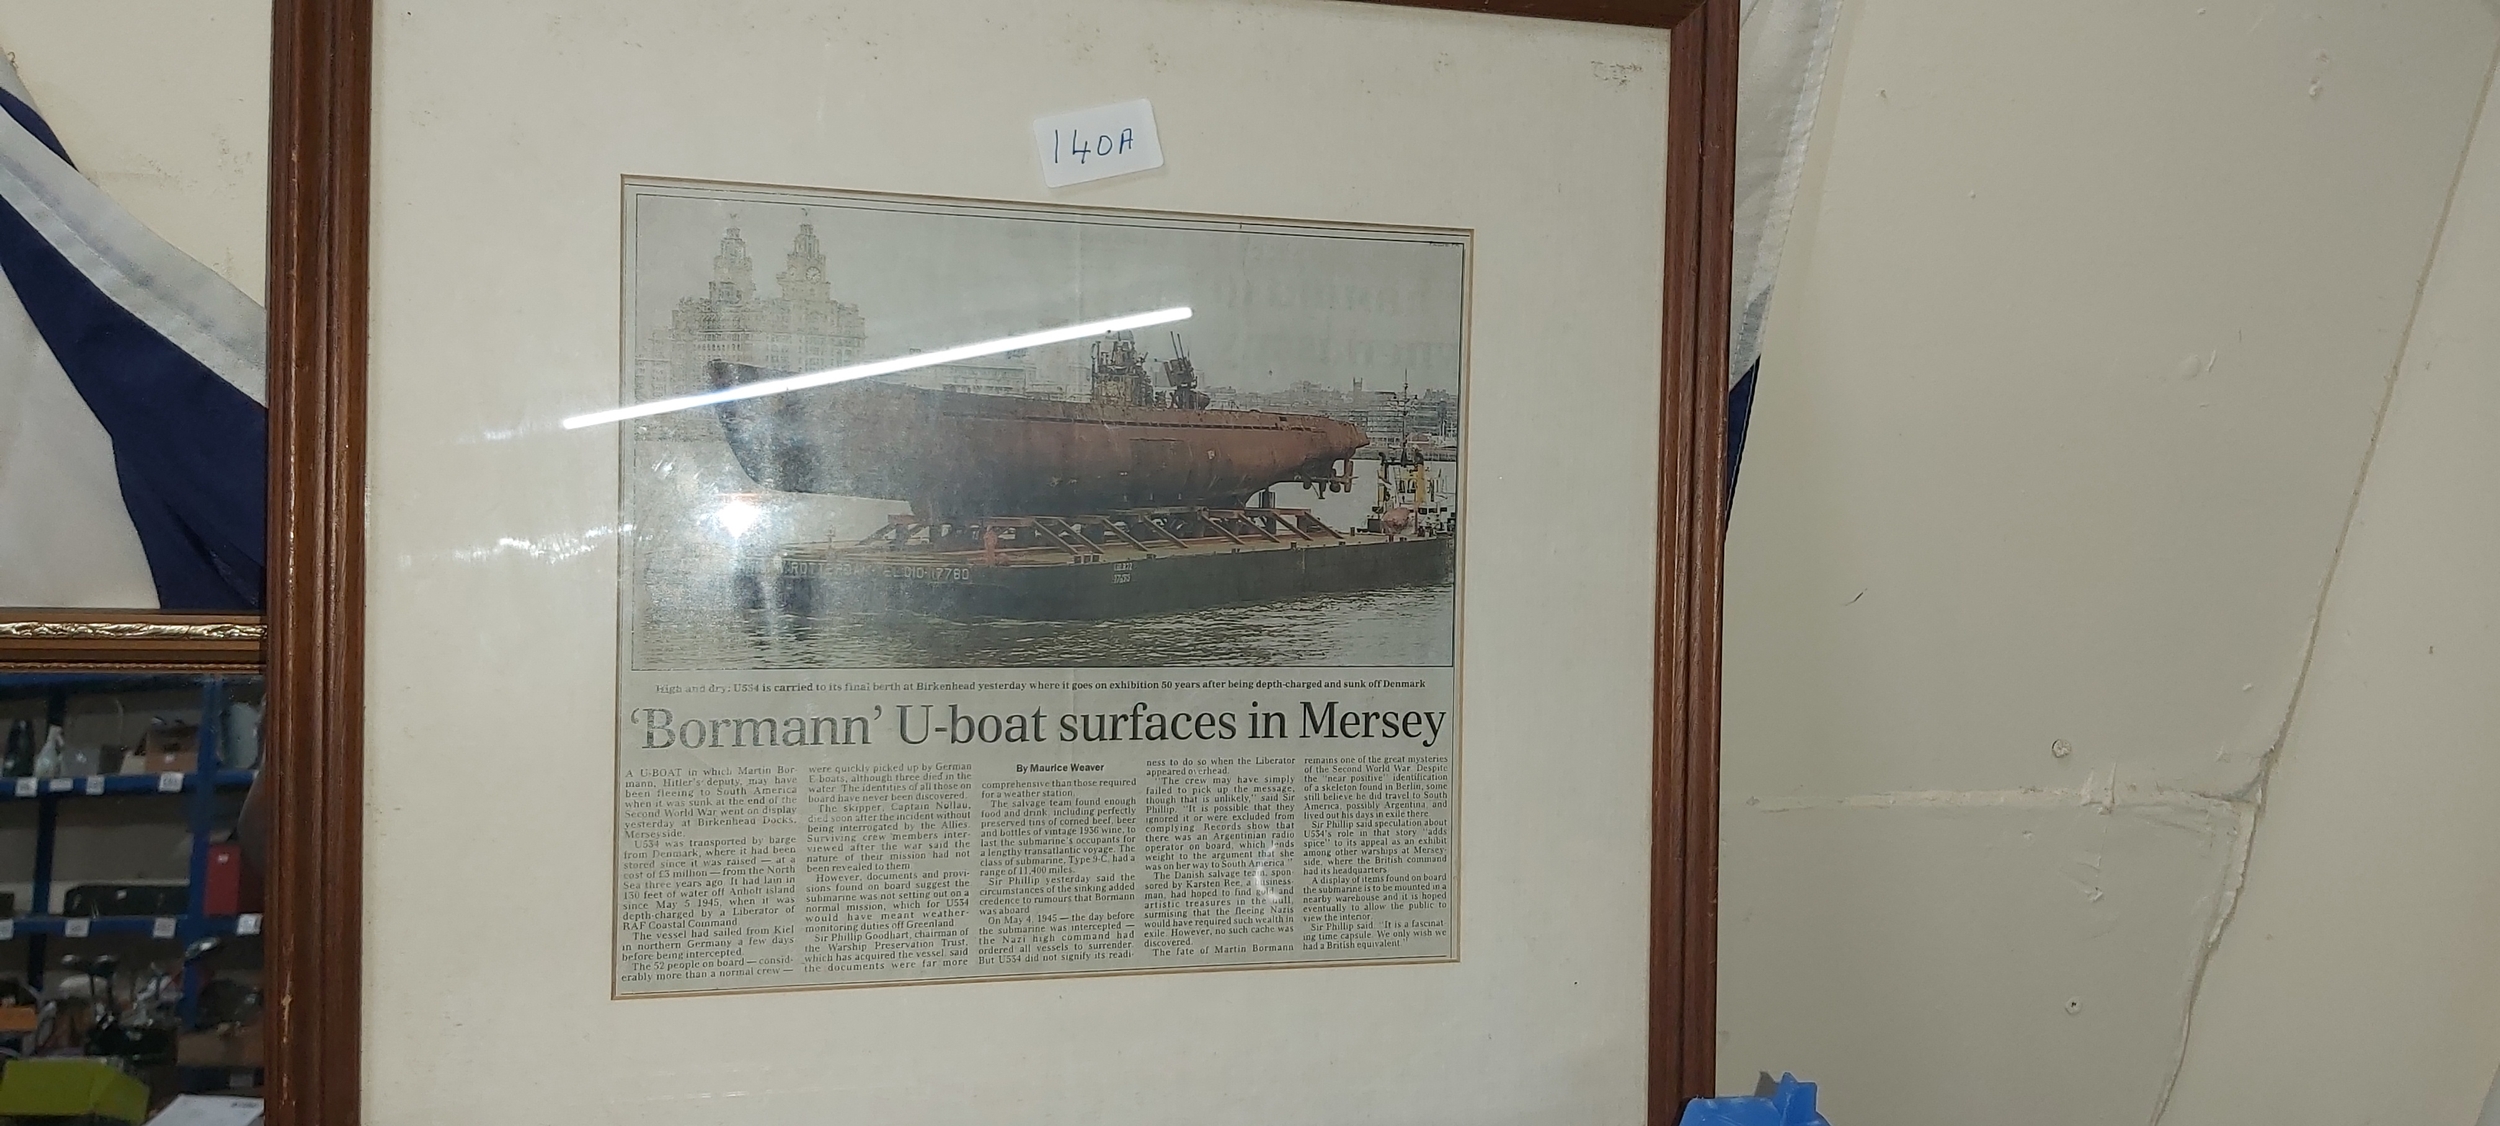 140A
ROTTERDAM
High and dry: U534 is carried to its final berth at Birkenhead yesterday where it goes on exhibition 50 years after being depth-charged and sunk off Denmark
'Bormann' U-boat surfaces in Mersey
A U-BOAT in which Martin Bor-
mann, Hitler's deputy, may have
been fleeing to South America
when it was sunk at the end of the
Second World War went on display
yesterday at Birkenhead Docks,
Merseyside.
U534 was transported by barge
from Denmark, where it had been
stored since it was raised — at a
cost of £3 million — from the North
Sea three years ago. It had lain in
130 feet of water off Anholt island
since May 5 1945, when it was
depth-charged by a Liberator of
RAF Coastal Command.
The vessel had sailed from Kiel
in northern Germany a few days
before being intercepted.
The 52 people on board — consid-
erably more than a normal crew —
were quickly picked up by German
E-boats, although three died in the
water. The identities of all those on
board have never been discovered.
The skipper, Captain Nollau,
died soon after the incident without
being interrogated by the Allies.
Surviving crew members inter-
viewed after the war said the
nature of their mission had not
been revealed to them.
However, documents and provi-
sions found on board suggest the
submarine was not setting out on a
normal mission, which for U534
would have meant weather-
monitoring duties off Greenland.
Sir Phillip Goodhart, chairman of
the Warship Preservation Trust,
which has acquired the vessel, said
the documents were far more
By Maurice Weaver
comprehensive than those required
for a weather station.
The salvage team found enough
food and drink, including perfectly
preserved tins of corned beef, beer
and bottles of vintage 1936 wine, to
last the submarine's occupants for
a lengthy transatlantic voyage. The
class of submarine, Type 9-C, had a
range of 11,400 miles.
Sir Phillip yesterday said the
circumstances of the sinking added
credence to rumours that Bormann
was aboard.
On May 4, 1945 — the day before
the submarine was intercepted —
the Nazi high command had
ordered all vessels to surrender.
But U534 did not signify its readi-
ness to do so when the Liberator
appeared overhead.
"The crew may have simply
failed to pick up the message,
though that is unlikely," said Sir
Phillip. "It is possible that they
ignored it or were excluded from
complying. Records show that
there was an Argentinian radio
operator on board, which lends
weight to the argument that she
was on her way to South America."
The Danish salvage team, spon-
sored by Karsten Ree, a business-
man, had hoped to find gold and
artistic treasures in the hull,
surmising that the fleeing Nazis
would have required such wealth in
exile. However, no such cache was
discovered.
The fate of Martin Bormann
remains one of the great mysteries
of the Second World War. Despite
the "near positive" identification
of a skeleton found in Berlin, some
still believe he did travel to South
America, possibly Argentina, and
lived out his days in exile there.
Sir Phillip said speculation about
U534's role in that story "adds
spice" to its appeal as an exhibit
among other warships at Mersey-
side, where the British command
had its headquarters.
A display of items found on board
the submarine is to be mounted in a
nearby warehouse and it is hoped
eventually to allow the public to
view the interior.
Sir Phillip said: "It is a fascinat-
ing time capsule. We only wish we
had a British equivalent."